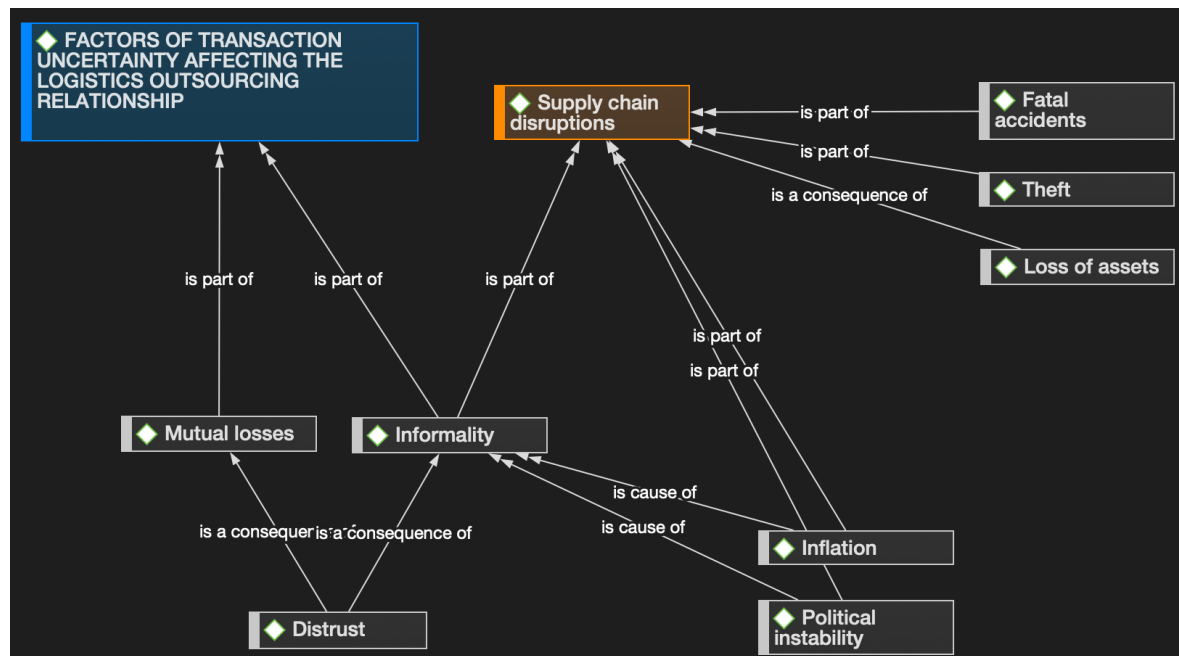 FACTORS OF TRANSACTION
UNCERTAINTY AFFECTING THE
LOGISTICS OUTSOURCING
RELATIONSHIP
Supply chain
disruptions
Fatal
accidents
is part of
is part of
Theft
is a consequence of
Loss of assets
is part of
is part of
is part of
is part of
is part of
Mutual losses
Informality
is cause of
is cause of
is a consequence of
Inflation
Political
instability
is a
Distrust